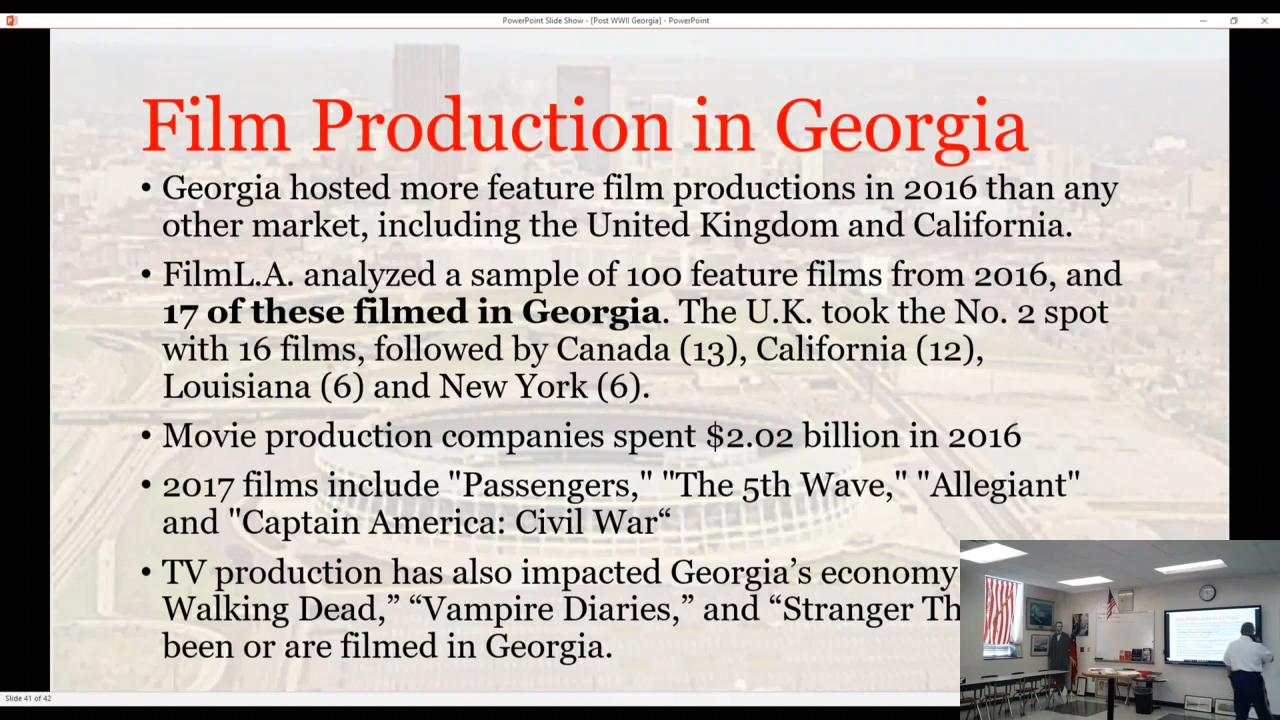 PowerPoint Slide Show - [Post WWII Georgia] - PowerPoint
Film Production in Georgia
• Georgia hosted more feature film productions in 2016 than any
other market, including the United Kingdom and California.
• FilmL.A. analyzed a sample of 100 feature films from 2016, and
17 of these filmed in Georgia. The U.K. took the No. 2 spot
with 16 films, followed by Canada (13), California (12),
Louisiana (6) and New York (6).
• Movie production companies spent $2.02 billion in 2016
• 2017 films include "Passengers," "The 5th Wave," "Allegiant"
and "Captain America: Civil War“
• TV production has also impacted Georgia’s economy
Walking Dead,” “Vampire Diaries,” and “Stranger Th
been or are filmed in Georgia.
Slide 41 of 42